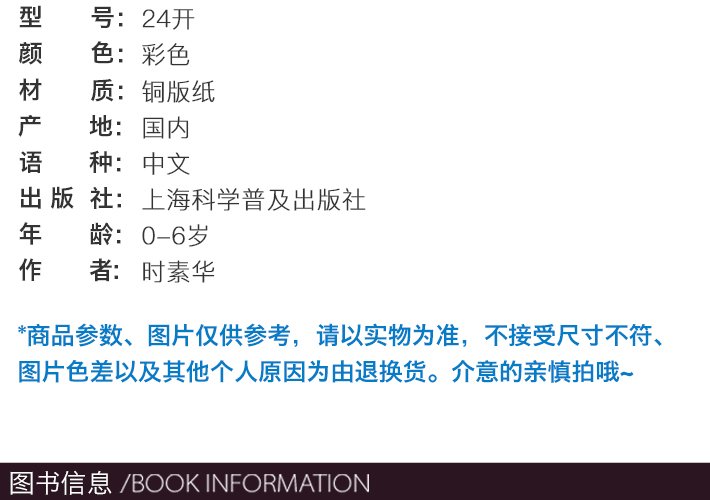 型号：24开
颜色：彩色
材质：铜版纸
产地：国内
语种：中文
出版社：上海科学普及出版社
年龄：0-6岁
作者：时素华
*商品参数、图片仅供参考，请以实物为准，不接受尺寸不符、
图片色差以及其他个人原因为由退换货。介意的亲慎拍哦~
图书信息 /BOOK INFORMATION